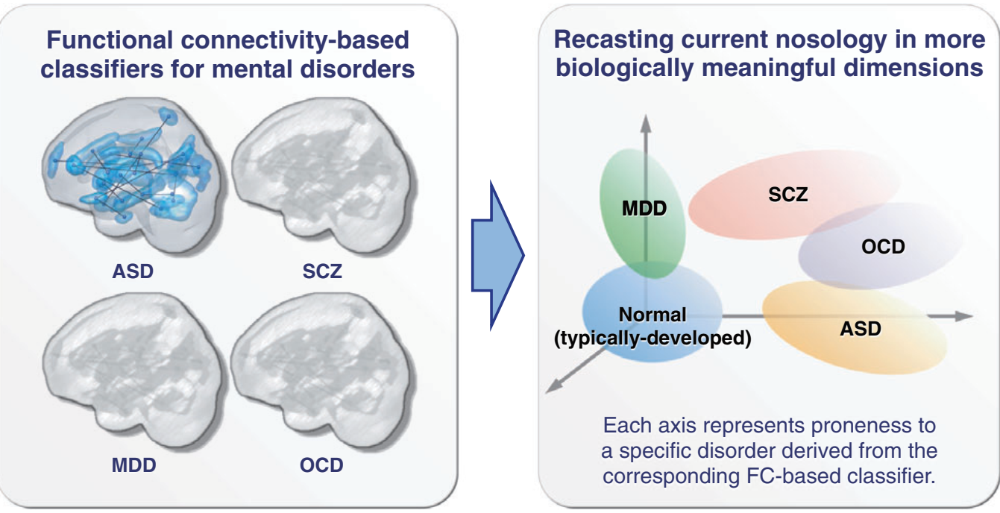 Functional connectivity-based
classifiers for mental disorders
ASD
SCZ
MDD
OCD
Recasting current nosology in more
biologically meaningful dimensions
MDD
SCZ
OCD
Normal
(typically-developed)
ASD
Each axis represents proneness to
a specific disorder derived from the
corresponding FC-based classifier.